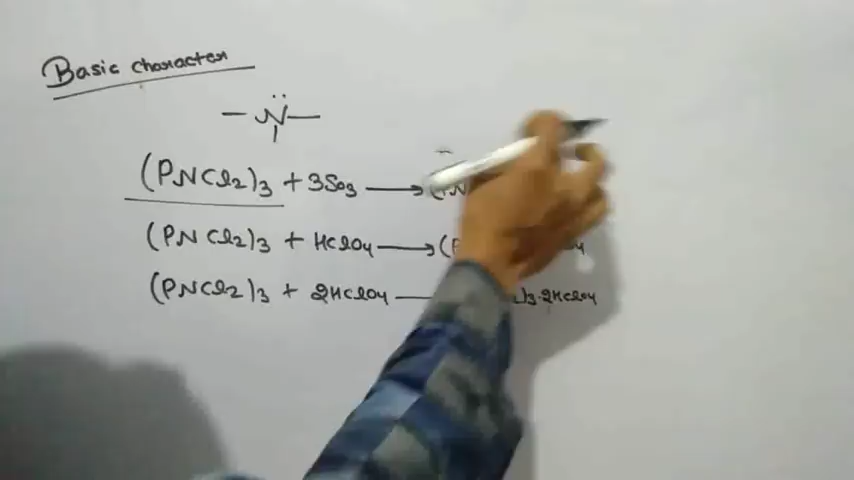 Basic character
— N̈ —
(PNCl2)3 + 3So3 ⟶ (
(PNCl2)3 + HClO4 ⟶ (P
(PNCl2)3 + 2HClO4 — )3·2HClO4